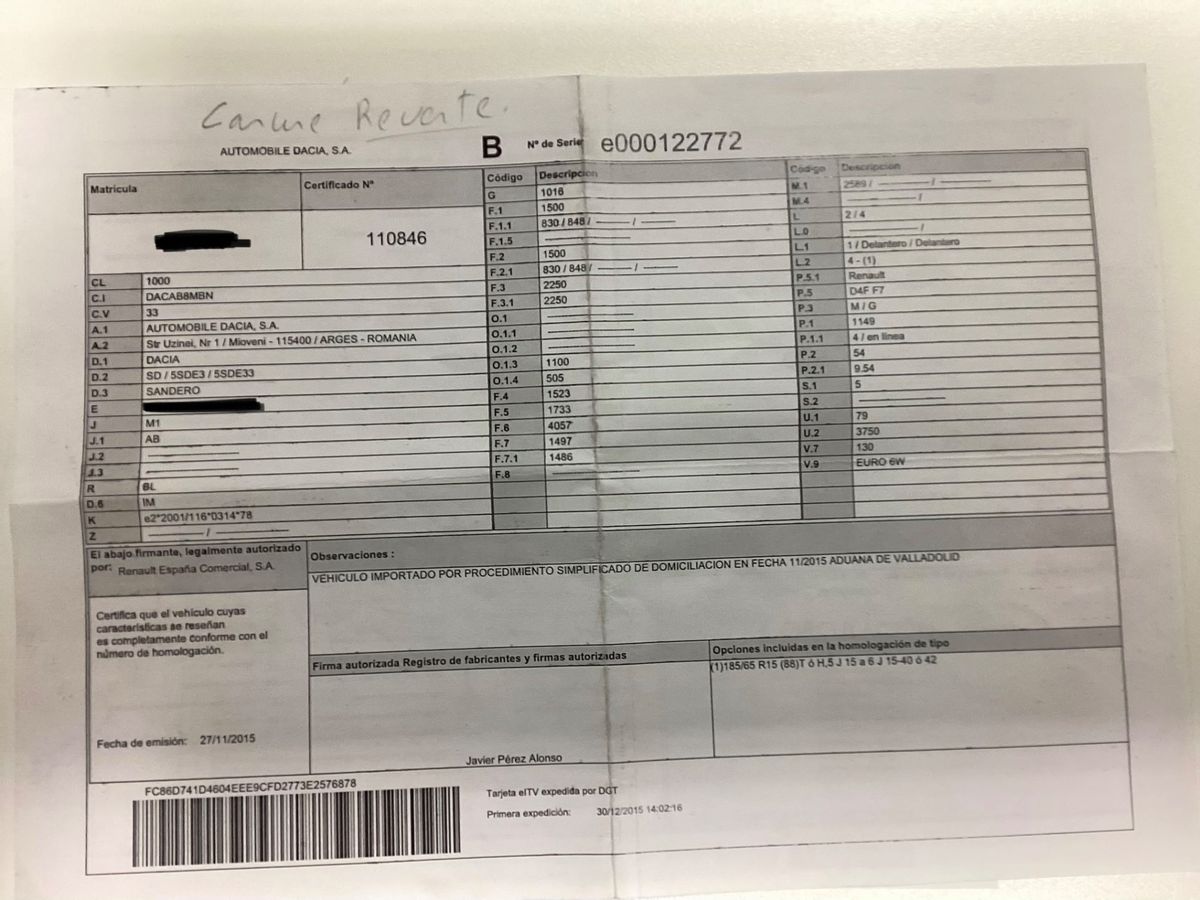 Carme Reverte.
AUTOMOBILE DACIA, S.A.
B Nº de Serie e000122772
Matricula
Certificado Nº
110846
CL 1000
C.I DACAB8MBN
C.V 33
A.1 AUTOMOBILE DACIA, S.A.
A.2 Str Uzinei, Nr 1 / Mioveni - 115400 / ARGES - ROMANIA
D.1 DACIA
D.2 SD / 5SDE3 / 5SDE33
D.3 SANDERO
E
J M1
J.1 AB
J.2
J.3
R BL
D.6 IM
K e2*2001/116*0314*78
Z /
Código Descripcion
G 1016
F.1 1500
F.1.1 830 / 848 / /
F.1.5
F.2 1500
F.2.1 830 / 848 / /
F.3 2250
F.3.1 2250
O.1
O.1.1
O.1.2
O.1.3 1100
O.1.4 505
F.4 1523
F.5 1733
F.6 4057
F.7 1497
F.7.1 1486
F.8
Código Descripcion
M.1 2589 / /
M.4 /
L 2 / 4
L.0 /
L.1 1 / Delantero / Delantero
L.2 4 - (1)
P.5.1 Renault
P.5 D4F F7
P.3 M / G
P.1 1149
P.1.1 4 / en linea
P.2 54
P.2.1 9.54
S.1 5
S.2
U.1 79
U.2 3750
V.7 130
V.9 EURO 6W
El abajo firmante, legalmente autorizado
por: Renault España Comercial, S.A.
Certifica que el vehículo cuyas
características se reseñan
es completamente conforme con el
número de homologación.
Fecha de emisión: 27/11/2015
Observaciones :
VEHICULO IMPORTADO POR PROCEDIMIENTO SIMPLIFICADO DE DOMICILIACION EN FECHA 11/2015 ADUANA DE VALLADOLID
Firma autorizada Registro de fabricantes y firmas autorizadas
Javier Pérez Alonso
Opciones incluidas en la homologación de tipo
(1)185/65 R15 (88)T ó H,5 J 15 a 6 J 15-40 ó 42
FC86D741D4604EEE9CFD2773E2576878
Tarjeta eITV expedida por DGT
Primera expedición: 30/12/2015 14:02:16